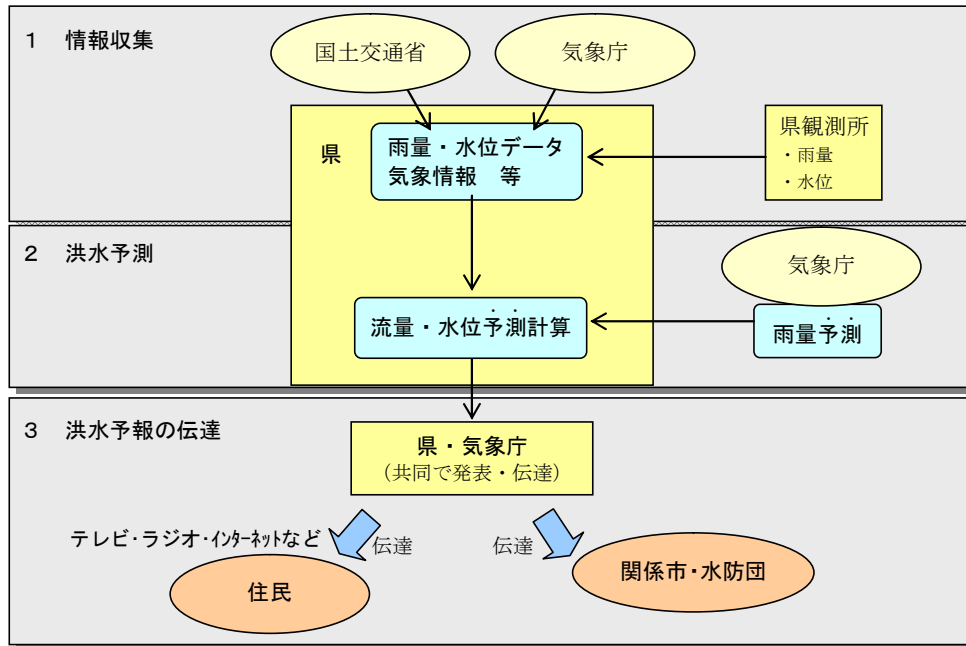 1 情報収集
国土交通省
気象庁
県
雨量・水位データ
気象情報 等
県観測所
・雨量
・水位
2 洪水予測
気象庁
流量・水位予測計算
雨量予測
3 洪水予報の伝達
県・気象庁
(共同で発表・伝達)
テレビ・ラジオ・インターネットなど
伝達
伝達
住民
関係市・水防団